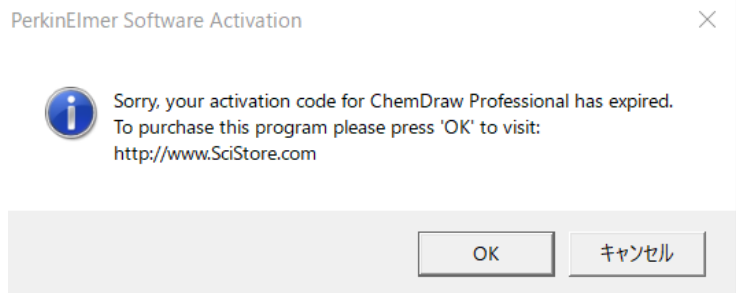 PerkinElmer Software Activation
Sorry, your activation code for ChemDraw Professional has expired.
To purchase this program please press 'OK' to visit:
http://www.SciStore.com
OK
キャンセル